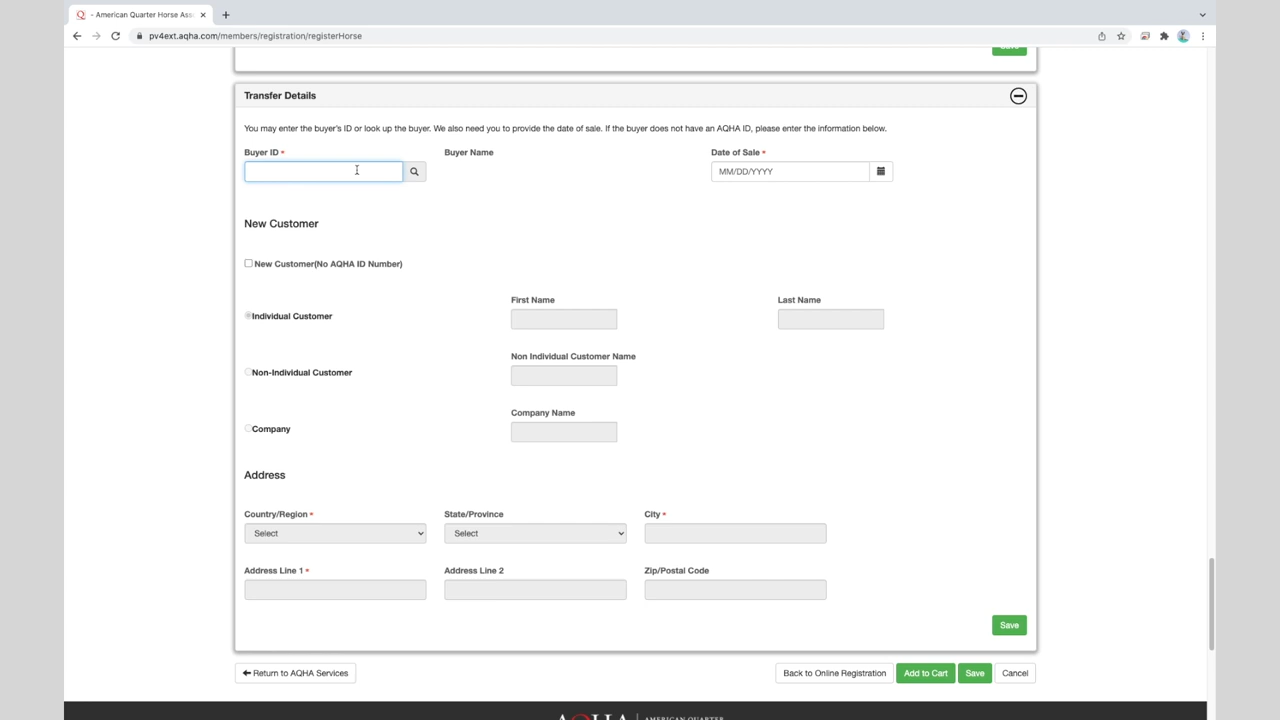 - American Quarter Horse Ass
pv4ext.aqha.com/members/registration/registerHorse
Save
Transfer Details
You may enter the buyer's ID or look up the buyer. We also need you to provide the date of sale. If the buyer does not have an AQHA ID, please enter the information below.
Buyer ID * Buyer Name Date of Sale *
MM/DD/YYYY
New Customer
New Customer(No AQHA ID Number)
First Name Last Name
Individual Customer
Non Individual Customer Name
Non-Individual Customer
Company Name
Company
Address
Country/Region * State/Province City *
Select Select
Address Line 1 * Address Line 2 Zip/Postal Code
Save
Return to AQHA Services Back to Online Registration Add to Cart Save Cancel
AQHA AMERICAN QUARTER